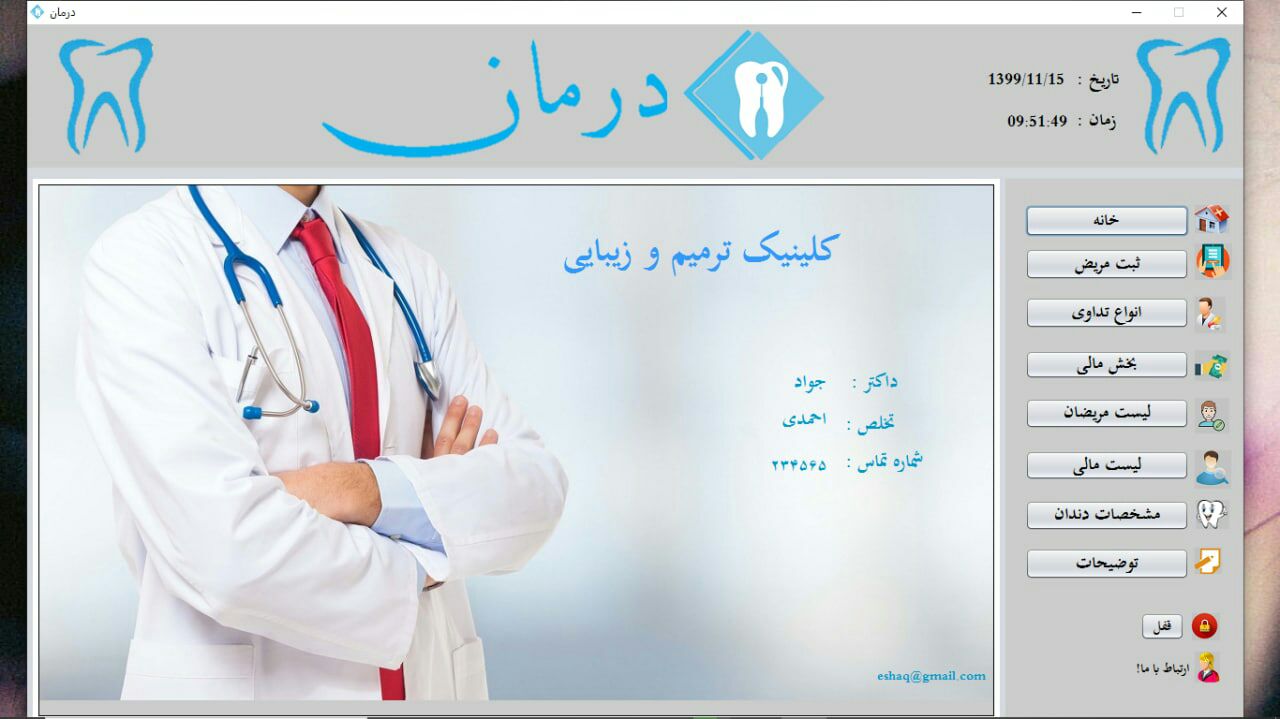 درمان
درمان
تاریخ : 1399/11/15
زمان : 09:51:49
خانه
ثبت مریض
انواع تداوی
بخش مالی
لیست مریضان
لیست مالی
مشخصات دندان
توضیحات
قفل
ارتباط با ما!
کلینیک ترمیم و زیبایی
داکتر : جواد
تخلص : احمدی
شماره تماس : ۲۳۴۵۶۵
eshaq@gmail.com